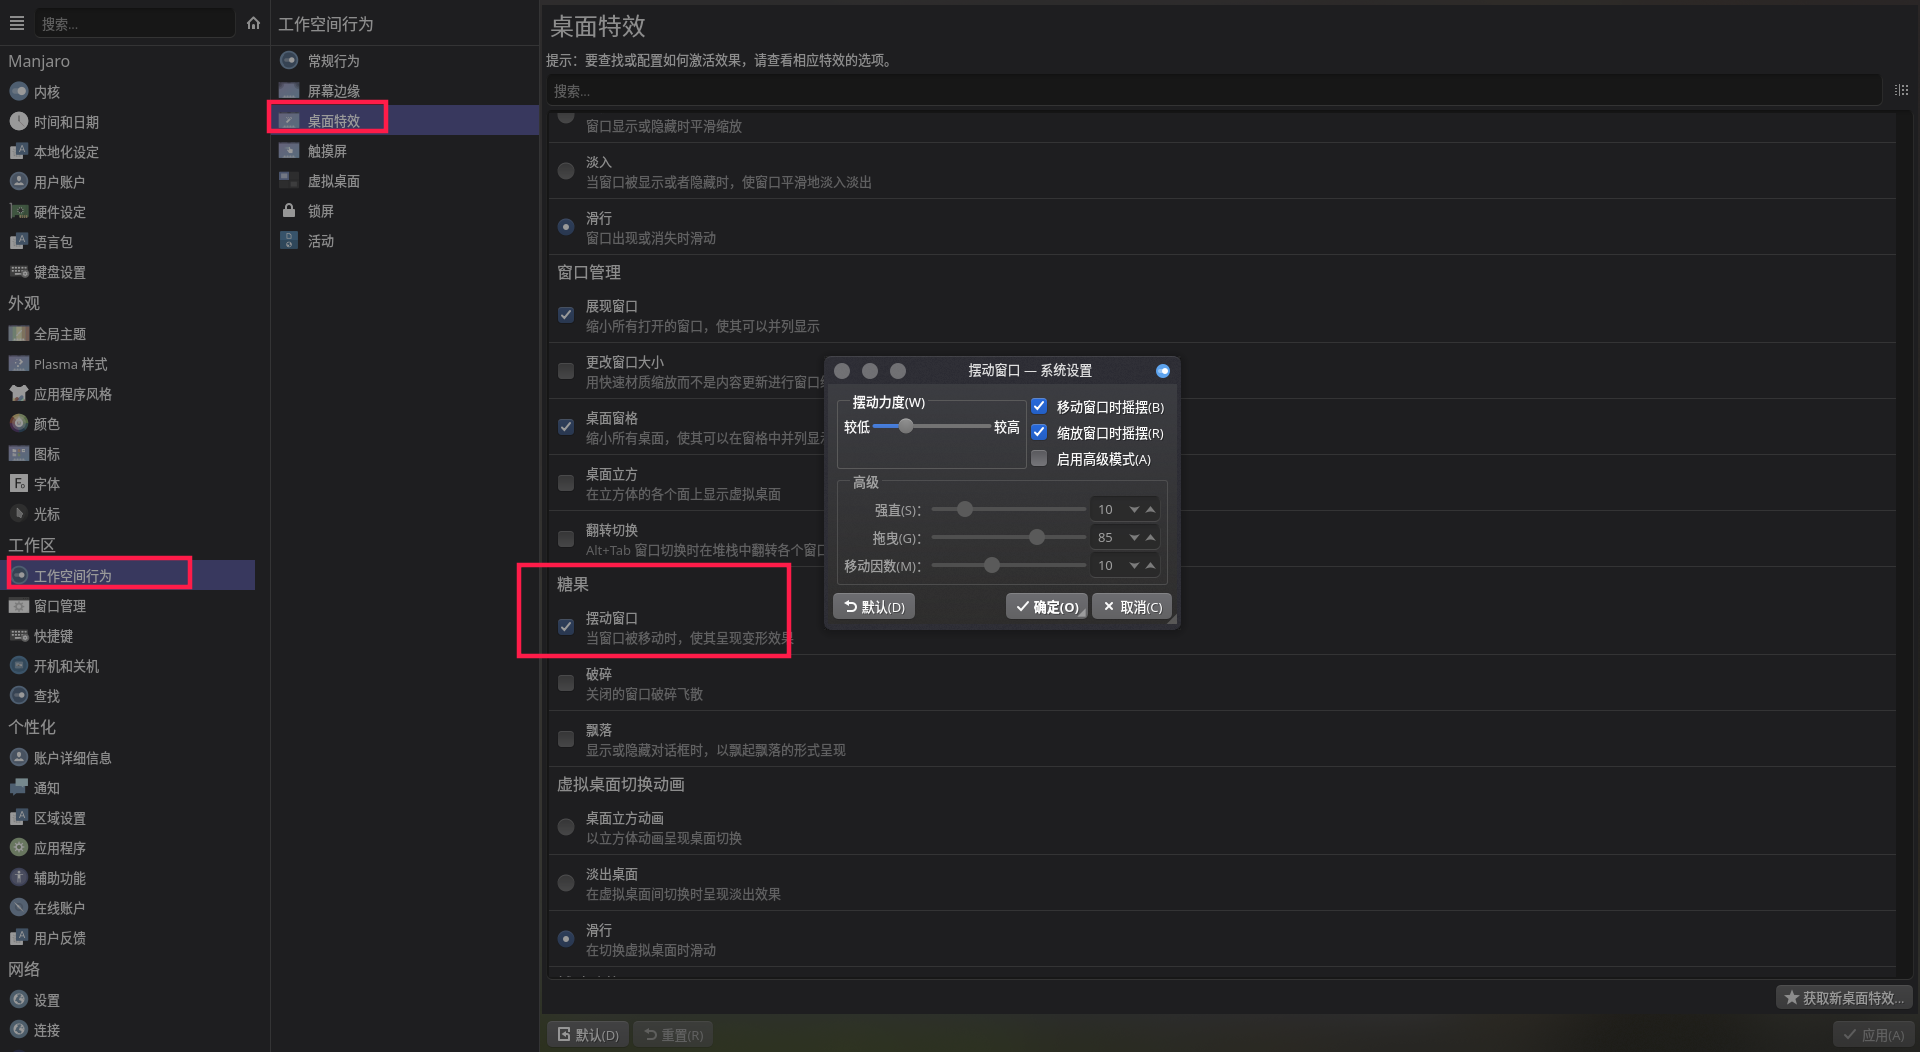 搜索...
Manjaro
内核
时间和日期
本地化设定
用户账户
硬件设定
语言包
键盘设置
外观
全局主题
Plasma 样式
应用程序风格
颜色
图标
字体
光标
工作区
工作空间行为
窗口管理
快捷键
开机和关机
查找
个性化
账户详细信息
通知
区域设置
应用程序
辅助功能
在线账户
用户反馈
网络
设置
连接
工作空间行为
常规行为
屏幕边缘
桌面特效
触摸屏
虚拟桌面
锁屏
活动
桌面特效
提示：要查找或配置如何激活效果，请查看相应特效的选项。
搜索...
窗口显示或隐藏时平滑缩放
淡入
当窗口被显示或者隐藏时，使窗口平滑地淡入淡出
滑行
窗口出现或消失时滑动
窗口管理
展现窗口
缩小所有打开的窗口，使其可以并列显示
更改窗口大小
用快速材质缩放而不是内容更新进行窗口
桌面窗格
缩小所有桌面，使其可以在窗格中并列显
桌面立方
在立方体的各个面上显示虚拟桌面
翻转切换
Alt+Tab 窗口切换时在堆栈中翻转各个窗口
糖果
摆动窗口
当窗口被移动时，使其呈现变形效果
破碎
关闭的窗口破碎飞散
飘落
显示或隐藏对话框时，以飘起飘落的形式呈现
虚拟桌面切换动画
桌面立方动画
以立方体动画呈现桌面切换
淡出桌面
在虚拟桌面间切换时呈现淡出效果
滑行
在切换虚拟桌面时滑动
获取新桌面特效...
默认(D)
重置(R)
应用(A)
摆动窗口 — 系统设置
摆动力度(W)
较低
较高
移动窗口时摇摆(B)
缩放窗口时摇摆(R)
启用高级模式(A)
高级
强直(S)：
10
拖曳(G)：
85
移动因数(M)：
10
默认(D)
确定(O)
取消(C)